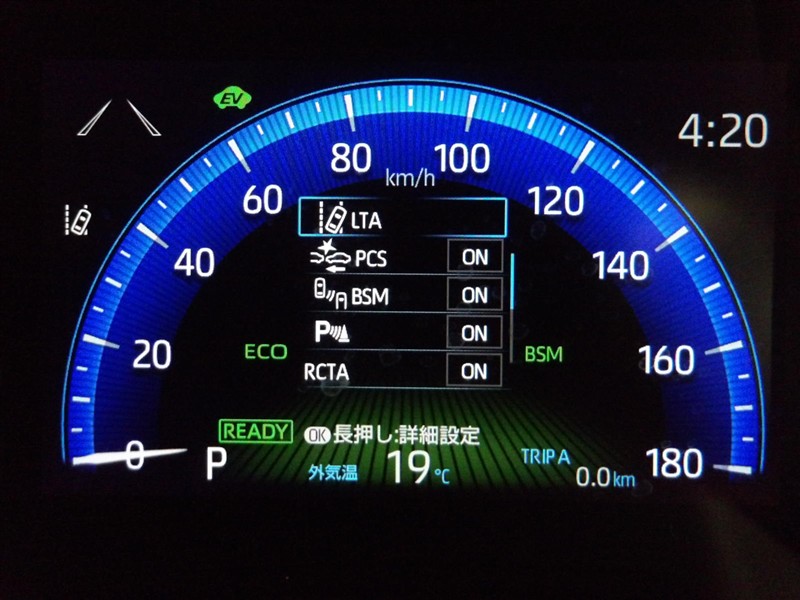 EV
4:20
80
100
km/h
60
120
LTA
40
PCS ON
140
BSM ON
P ON
20
ECO
BSM
160
RCTA ON
READY
OK長押し:詳細設定
0
P
外気温 19℃
TRIP A
0.0 km
180